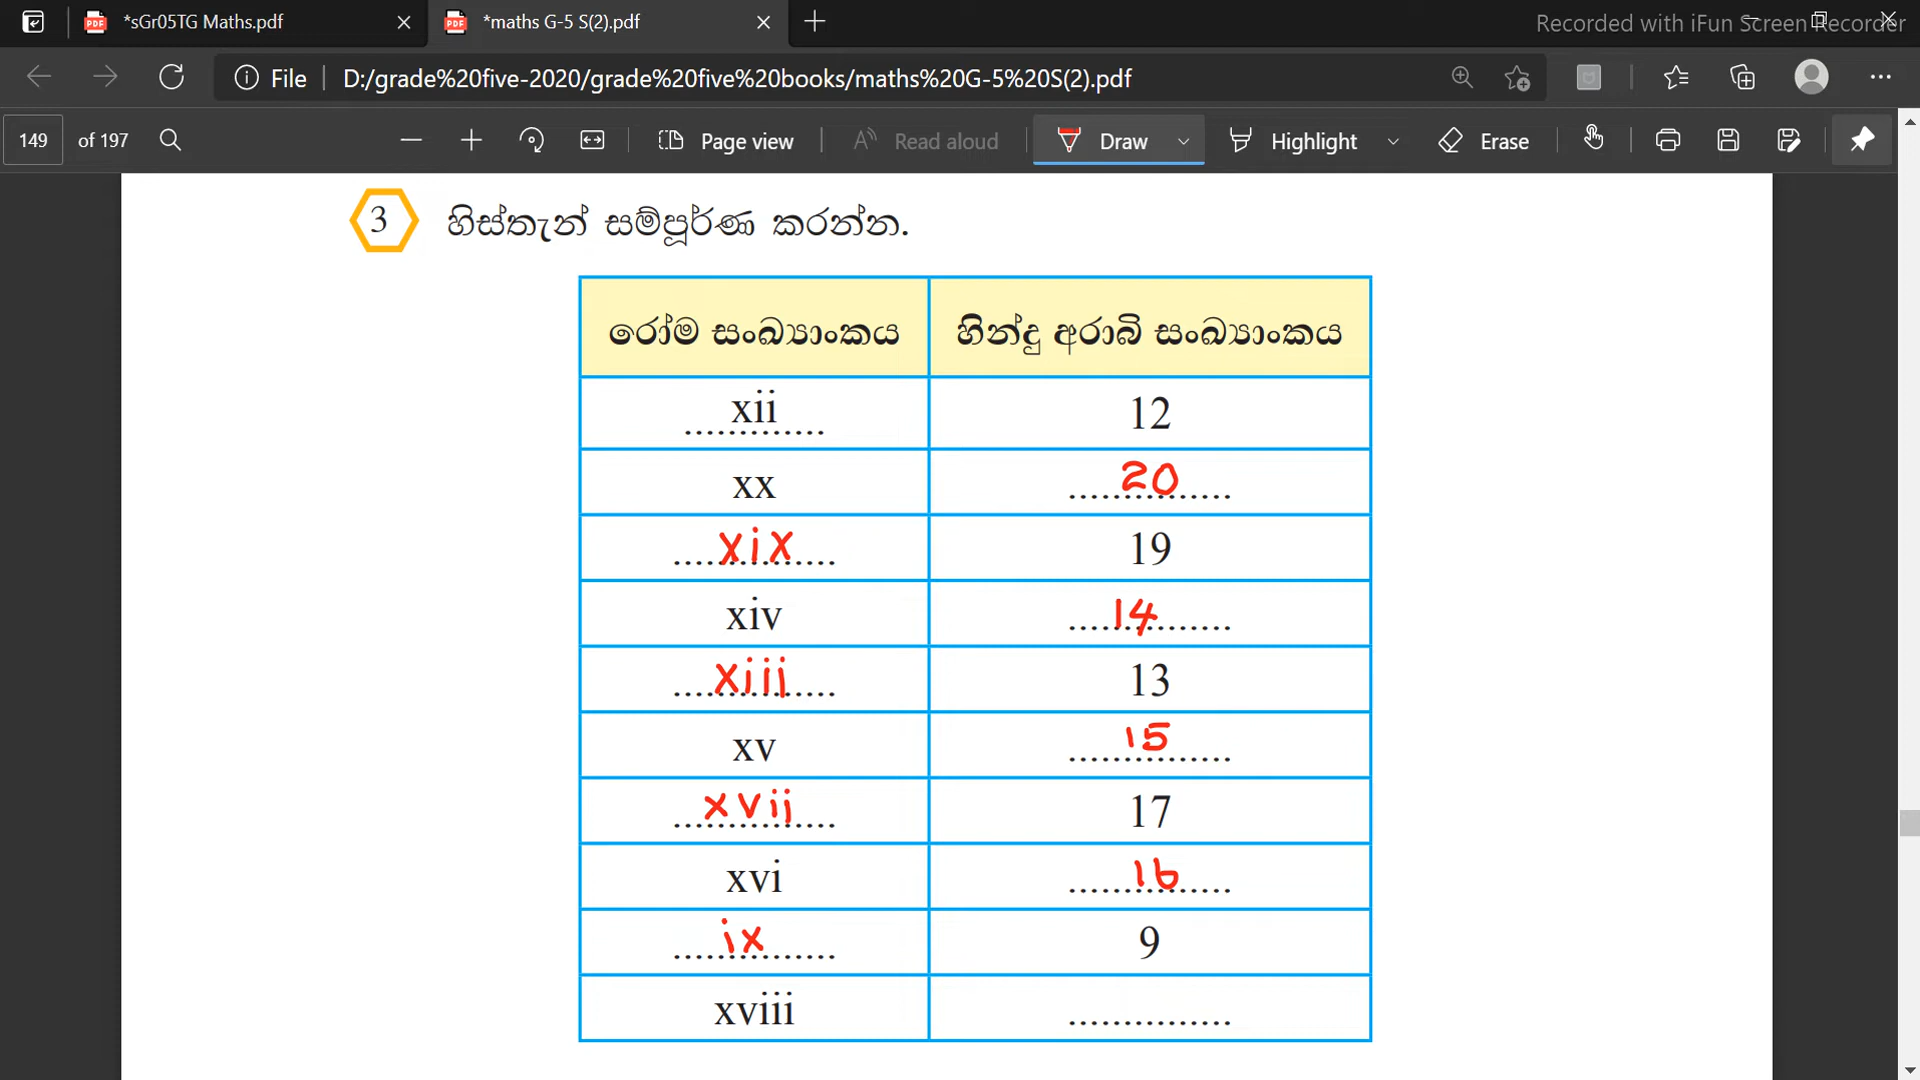 *sGr05TG Maths.pdf
*maths G-5 S(2).pdf
Recorded with iFun Screen Recorder
File
D:/grade%20five-2020/grade%20five%20books/maths%20G-5%20S(2).pdf
149 of 197
Page view
Read aloud
Draw
Highlight
Erase
3 හිස්තැන් සම්පූර්ණ කරන්න.
රෝම සංඛ්‍යාංකය හින්දු අරාබි සංඛ්‍යාංකය
xii ............. 12
xx 20 ...............
xix ............... 19
xiv 14 ...............
xiii ............... 13
xv 15 ...............
xvii ............... 17
xvi 16 ...............
ix ............... 9
xviii ...............